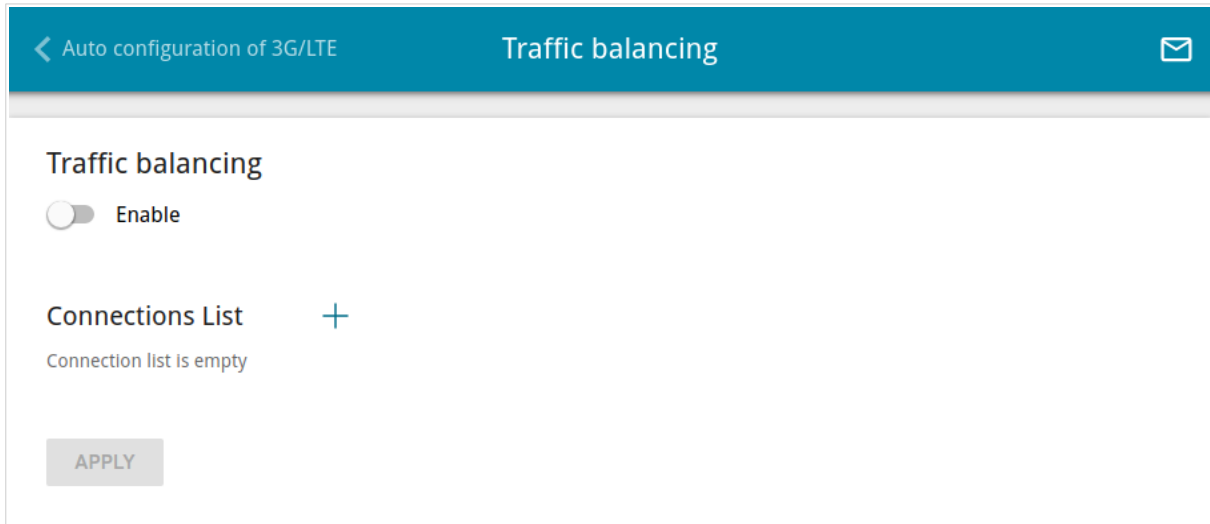 Auto configuration of 3G/LTE Traffic balancing
Traffic balancing
Enable
Connections List
Connection list is empty
APPLY